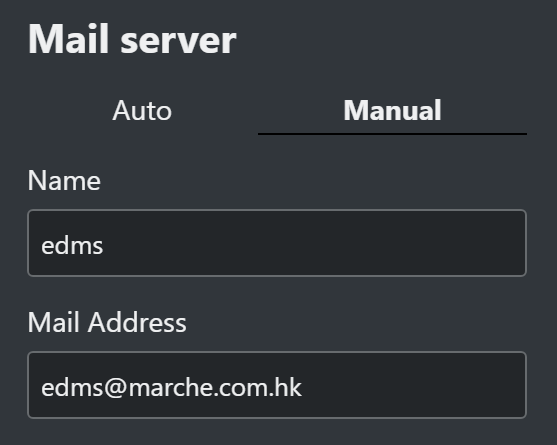 Mail server
Auto Manual
Name
edms
Mail Address
edms@marche.com.hk